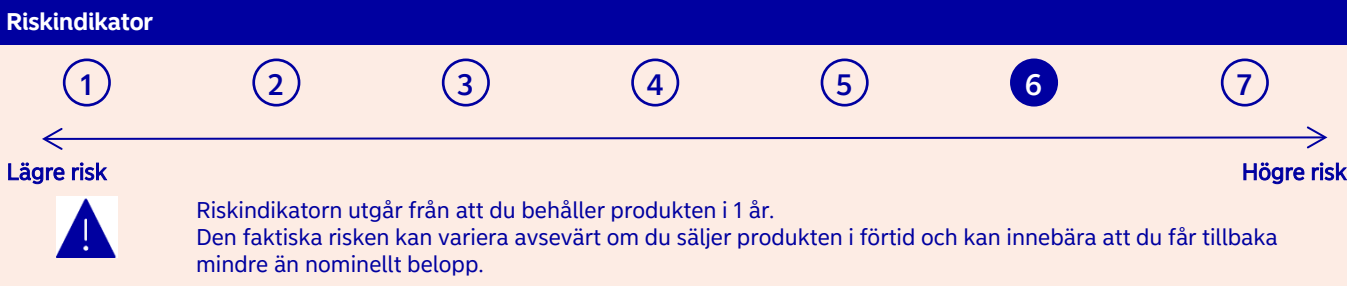 Riskindikator
1 2 3 4 5 6 7
Lägre risk Högre risk
Riskindikatorn utgår från att du behåller produkten i 1 år.
Den faktiska risken kan variera avsevärt om du säljer produkten i förtid och kan innebära att du får tillbaka
mindre än nominellt belopp.